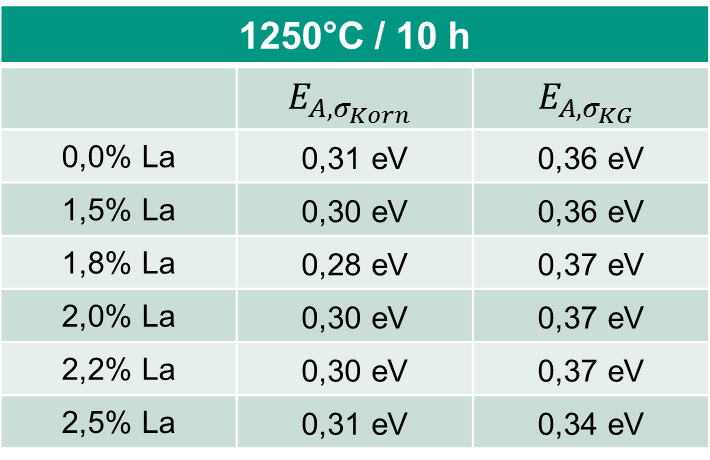 1250°C / 10 h
E_{A,σ_{Korn}} E_{A,σ_{KG}}
0,0% La 0,31 eV 0,36 eV
1,5% La 0,30 eV 0,36 eV
1,8% La 0,28 eV 0,37 eV
2,0% La 0,30 eV 0,37 eV
2,2% La 0,30 eV 0,37 eV
2,5% La 0,31 eV 0,34 eV